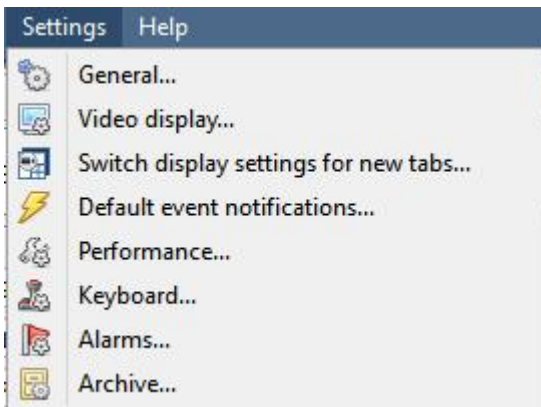 Settings Help
General...
Video display...
Switch display settings for new tabs...
Default event notifications...
Performance...
Keyboard...
Alarms...
Archive...